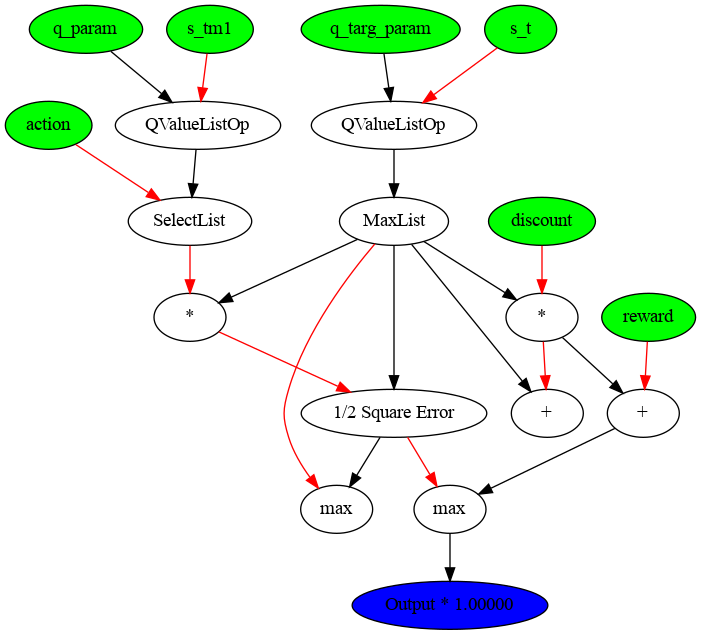 q_param
s_tm1
q_targ_param
s_t
action
QValueListOp
QValueListOp
SelectList
MaxList
discount
*
*
reward
1/2 Square Error
+
+
max
max
Output * 1.00000